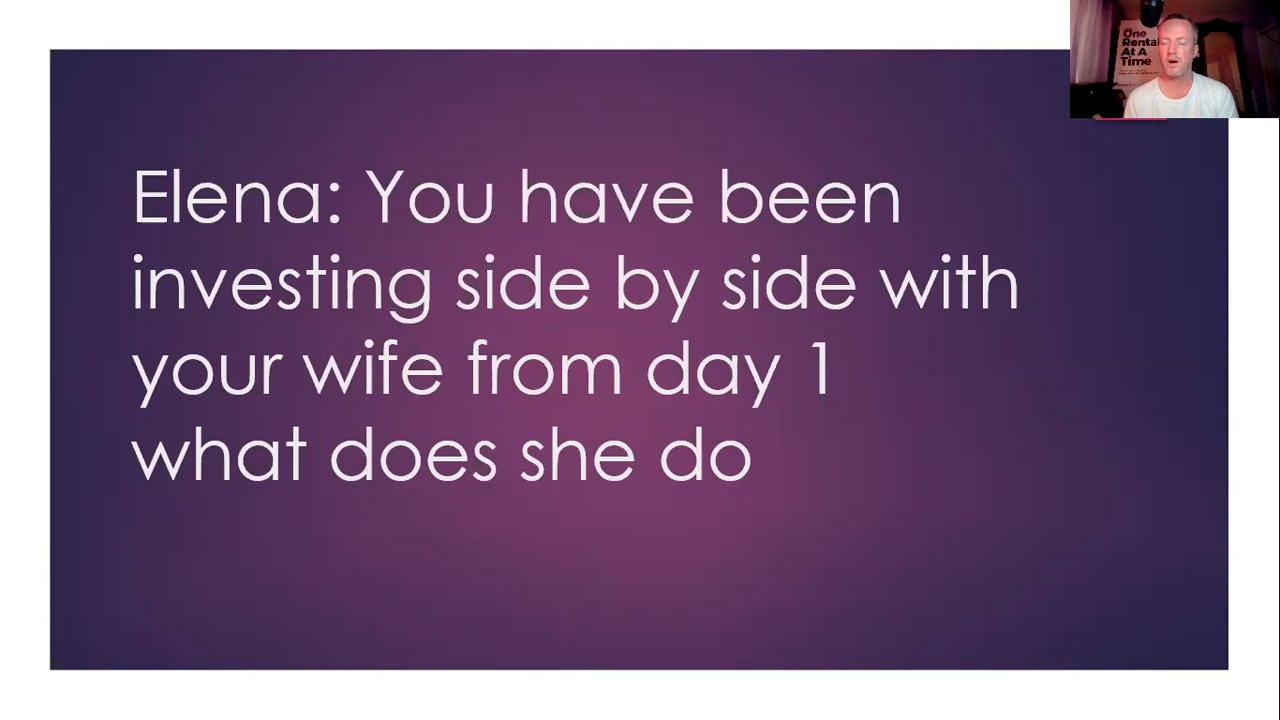 Elena: You have been
investing side by side with
your wife from day 1
what does she do
One
Rental
At A
Time